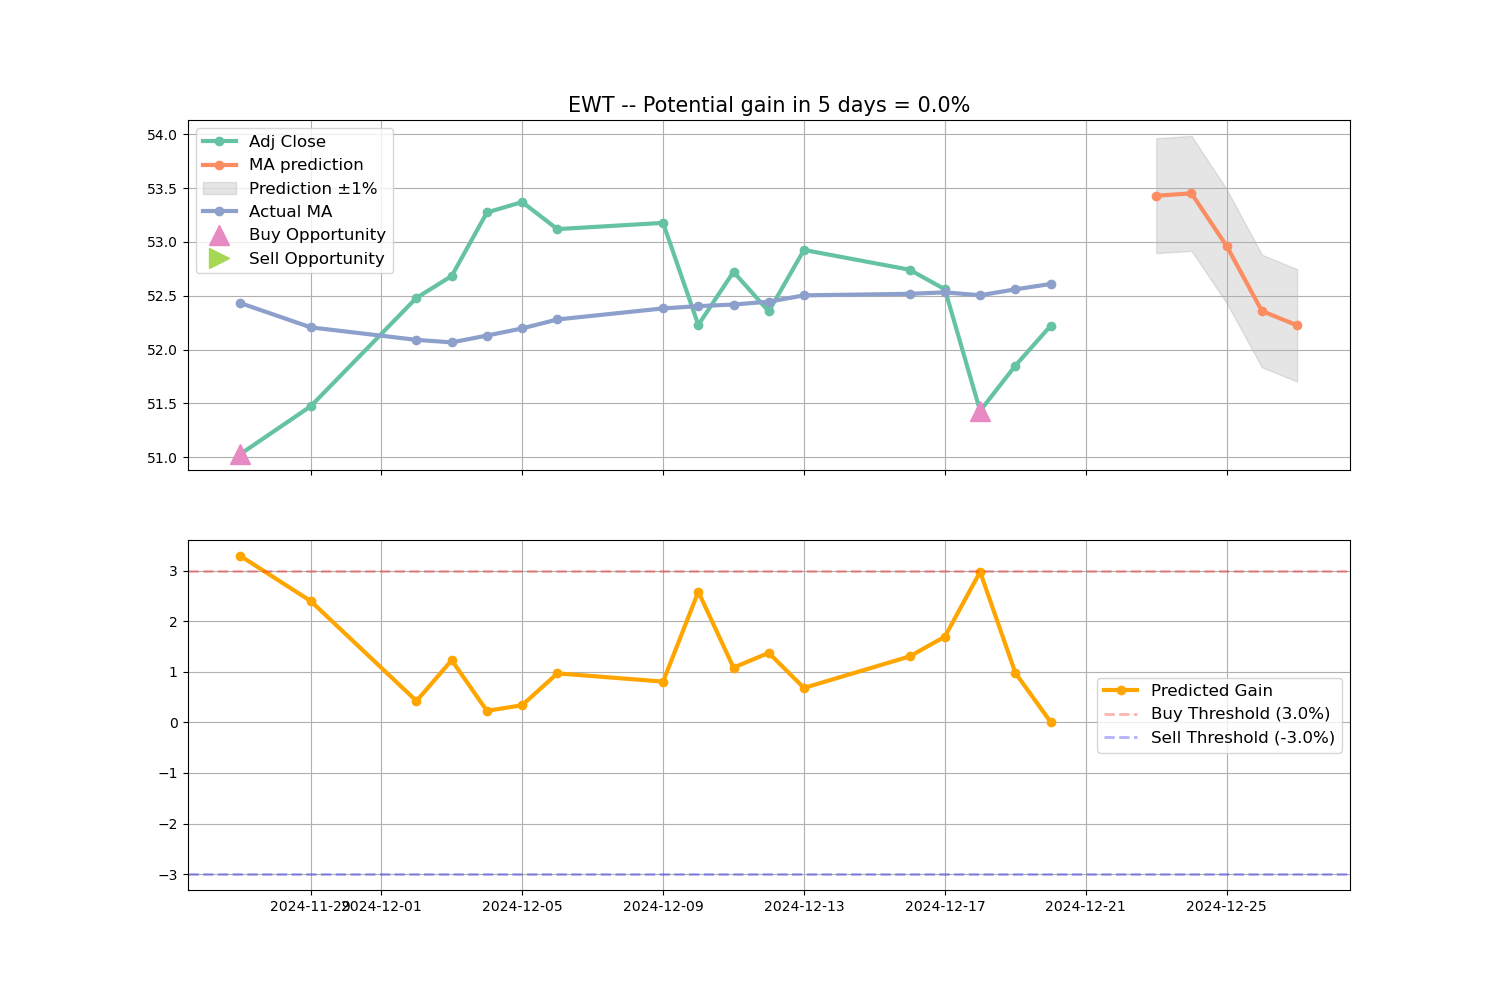 EWT -- Potential gain in 5 days = 0.0%
54.0
53.5
53.0
52.5
52.0
51.5
51.0
Adj Close
MA prediction
Prediction ±1%
Actual MA
Buy Opportunity
Sell Opportunity
3
2
1
0
−1
−2
−3
Predicted Gain
Buy Threshold (3.0%)
Sell Threshold (-3.0%)
2024-11-29 2024-12-01 2024-12-05 2024-12-09 2024-12-13 2024-12-17 2024-12-21 2024-12-25